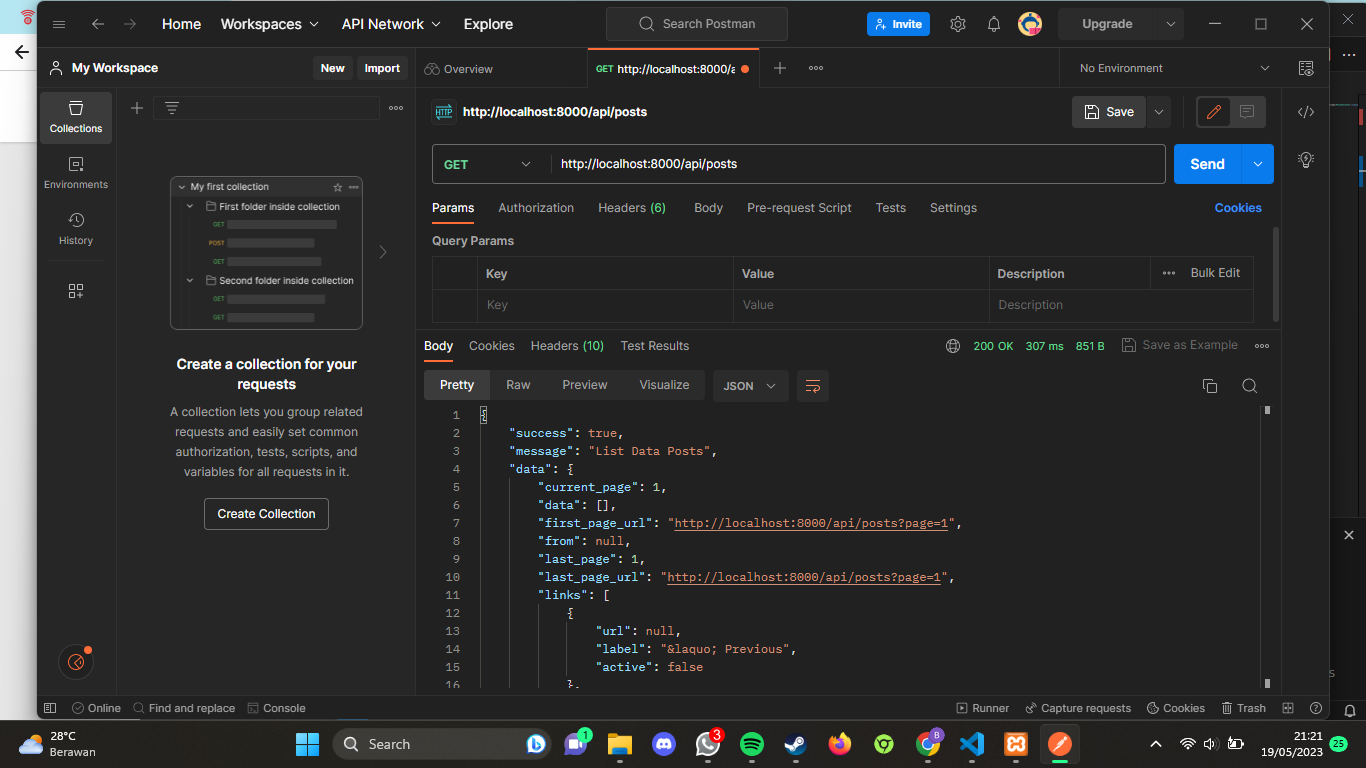 Home Workspaces API Network Explore Search Postman Invite Upgrade
My Workspace New Import Overview GET http://localhost:8000/a No Environment
Collections
Environments
History
My first collection
First folder inside collection
GET
POST
GET
Second folder inside collection
GET
GET
Create a collection for your
requests
A collection lets you group related
requests and easily set common
authorization, tests, scripts, and
variables for all requests in it.
Create Collection
HTTP http://localhost:8000/api/posts Save
GET http://localhost:8000/api/posts Send
Params Authorization Headers (6) Body Pre-request Script Tests Settings Cookies
Query Params
Key Value Description Bulk Edit
Key Value Description
Body Cookies Headers (10) Test Results 200 OK 307 ms 851 B Save as Example
Pretty Raw Preview Visualize JSON
1 {
2 "success": true,
3 "message": "List Data Posts",
4 "data": {
5 "current_page": 1,
6 "data": [],
7 "first_page_url": "http://localhost:8000/api/posts?page=1",
8 "from": null,
9 "last_page": 1,
10 "last_page_url": "http://localhost:8000/api/posts?page=1",
11 "links": [
12 {
13 "url": null,
14 "label": "&laquo; Previous",
15 "active": false
16 },
Online Find and replace Console Runner Capture requests Cookies Trash
28°C
Berawan
Search
1
3
B
21:21
19/05/2023
25